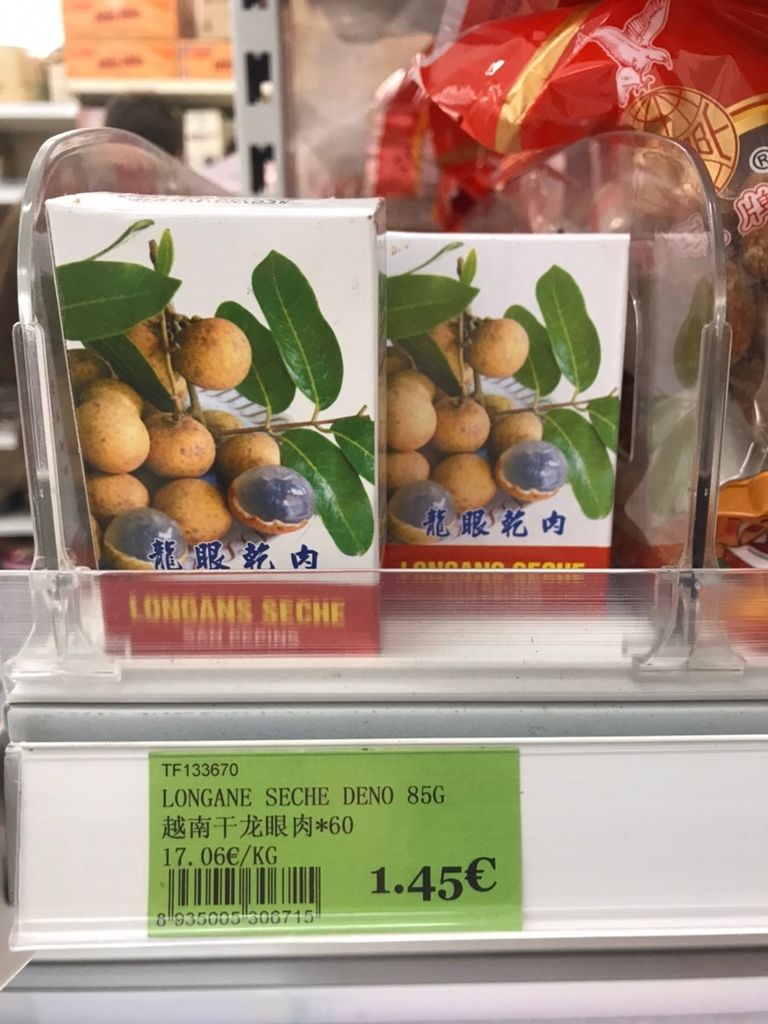 龍眼乾肉
龍眼乾肉
LONGANS SECHE
LONGANS SECHE
TF133670
LONGANE SECHE DENO 85G
越南干龙眼肉*60
17.06€/KG
1.45€
8 935005 306715